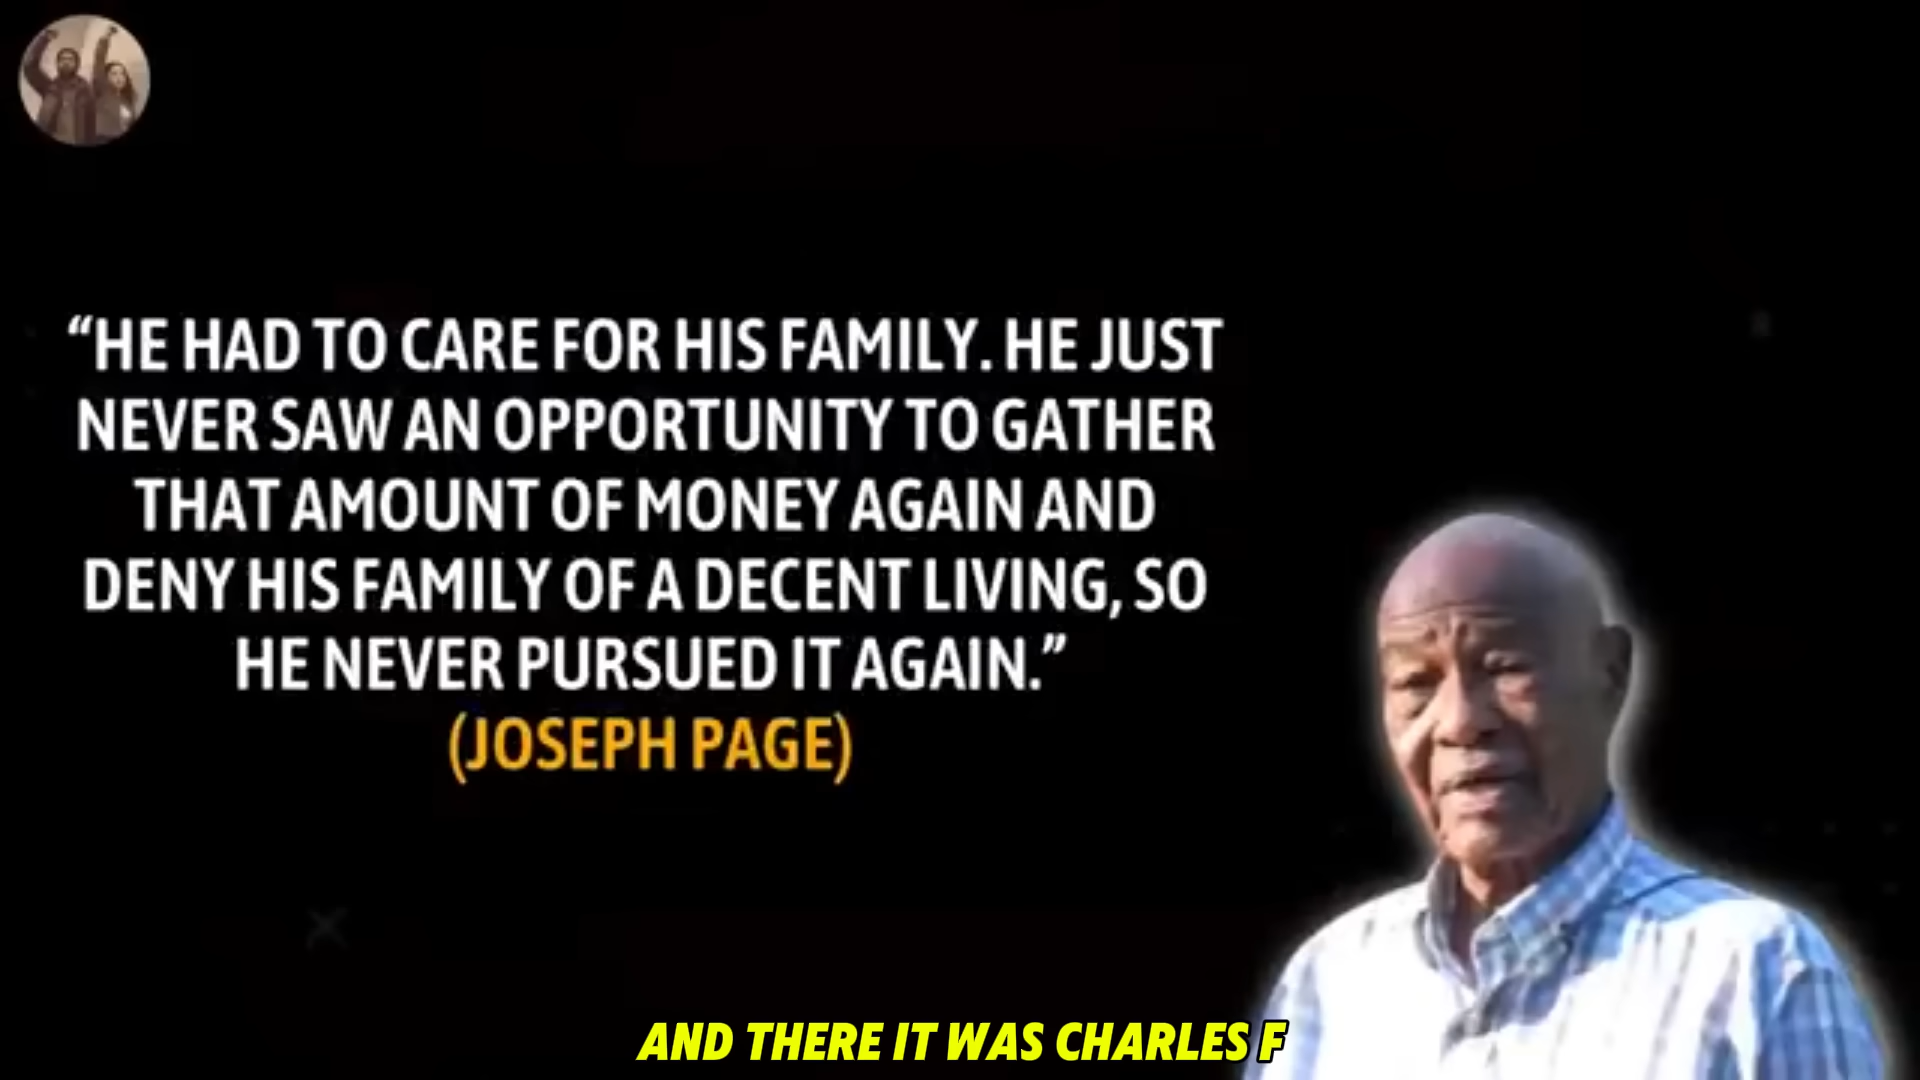 “HE HAD TO CARE FOR HIS FAMILY. HE JUST
NEVER SAW AN OPPORTUNITY TO GATHER
THAT AMOUNT OF MONEY AGAIN AND
DENY HIS FAMILY OF A DECENT LIVING, SO
HE NEVER PURSUED IT AGAIN.”
(JOSEPH PAGE)
AND THERE IT WAS CHARLES F